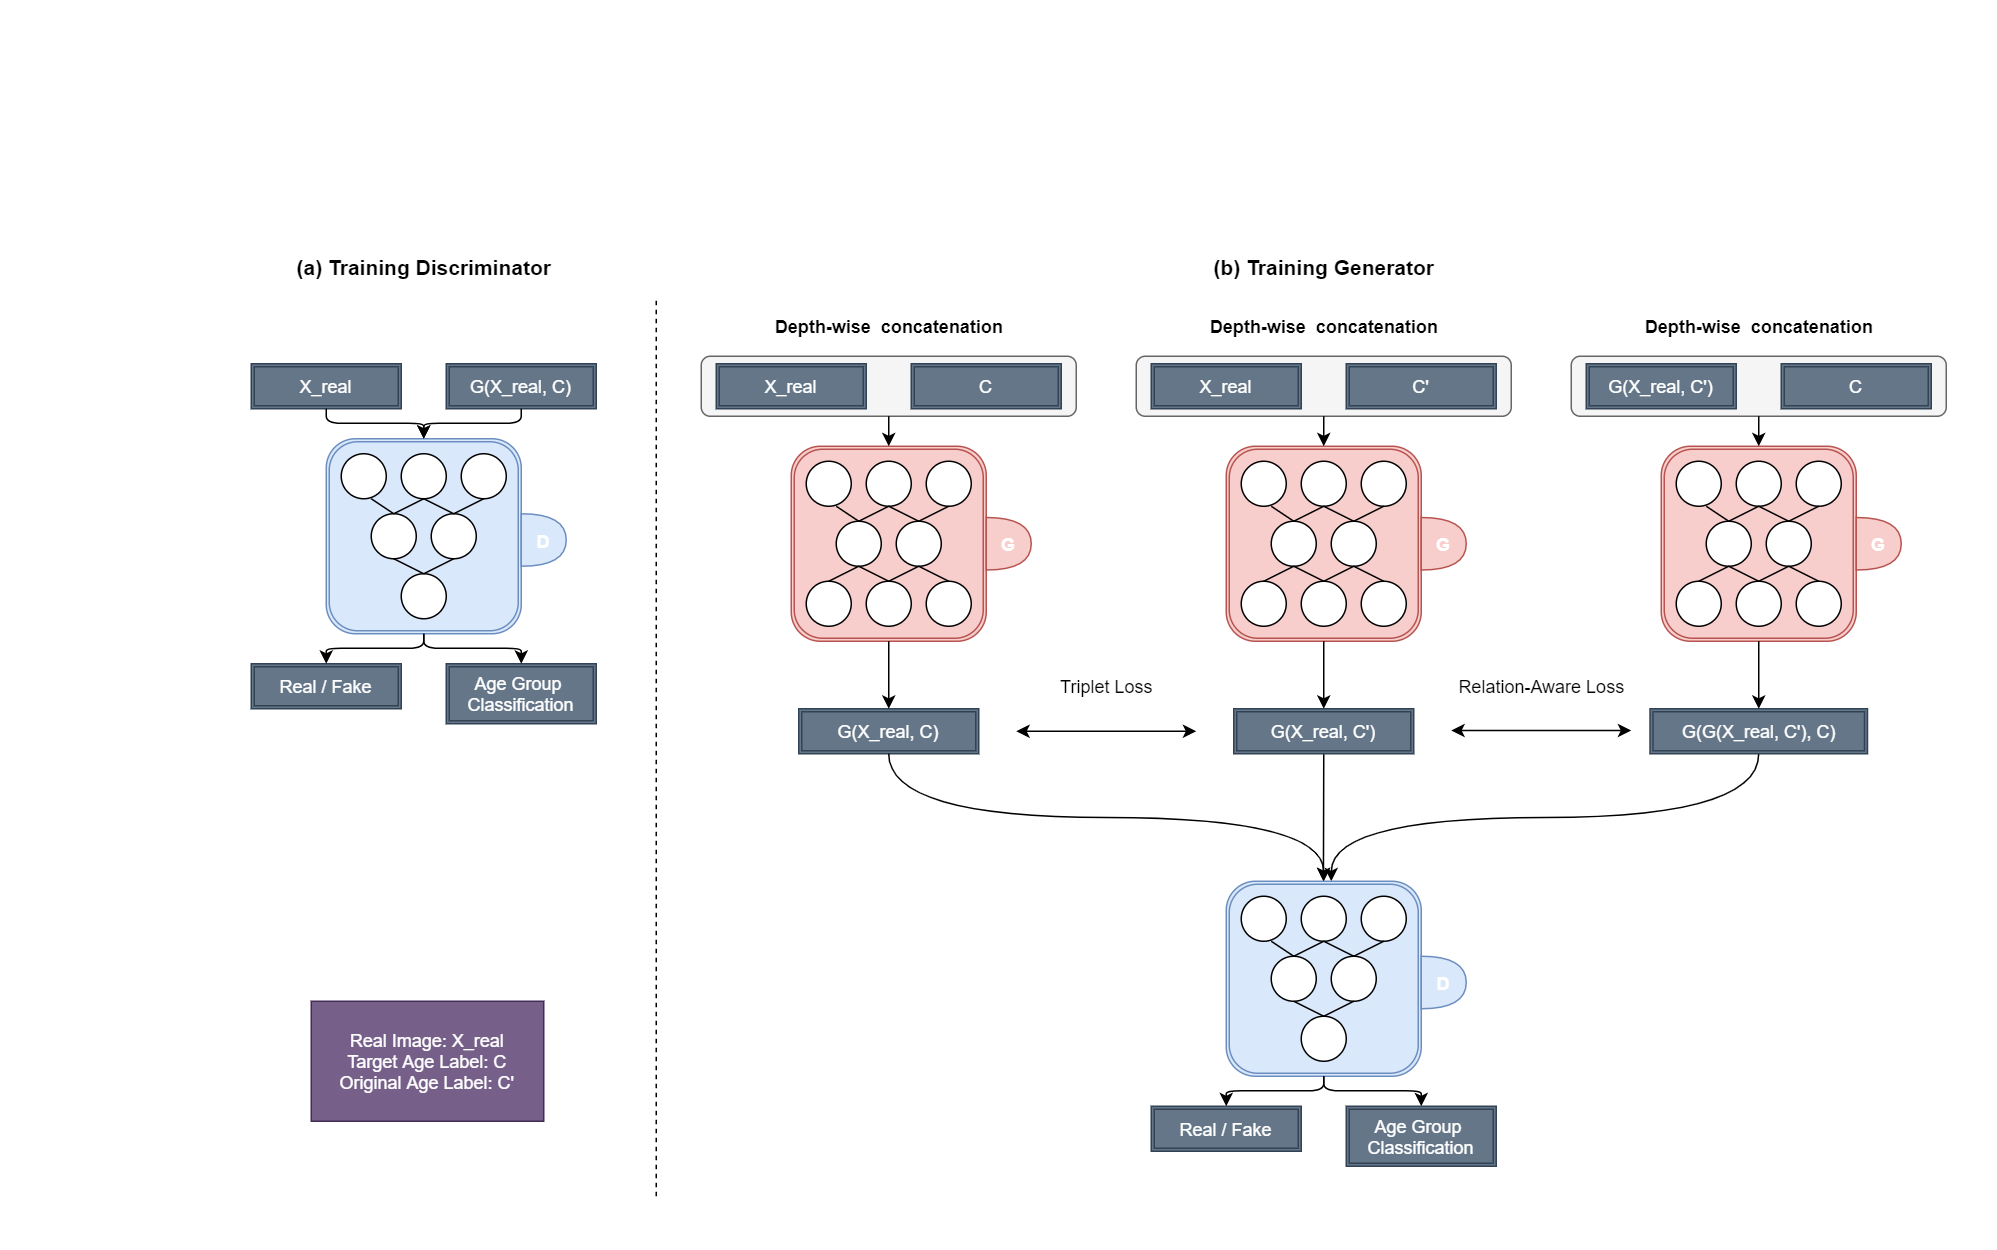 (a) Training Discriminator
X_real
G(X_real, C)
D
Real / Fake
Age Group
Classification
Real Image: X_real
Target Age Label: C
Original Age Label: C'
(b) Training Generator
Depth-wise  concatenation
Depth-wise  concatenation
Depth-wise  concatenation
X_real
C
X_real
C'
G(X_real, C')
C
G
G
G
Triplet Loss
Relation-Aware Loss
G(X_real, C)
G(X_real, C')
G(G(X_real, C'), C)
D
Real / Fake
Age Group
Classification